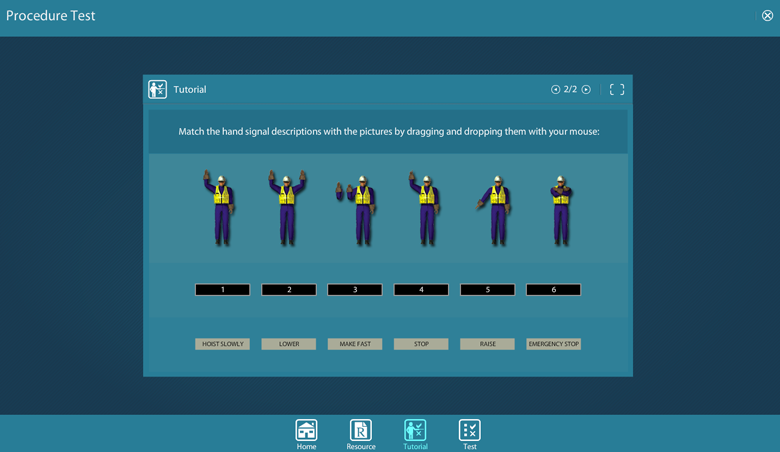 Procedure Test
Tutorial
2/2
Match the hand signal descriptions with the pictures by dragging and dropping them with your mouse:
1 2 3 4 5 6
HOIST SLOWLY LOWER MAKE FAST STOP RAISE EMERGENCY STOP
R
Home Resource Tutorial Test